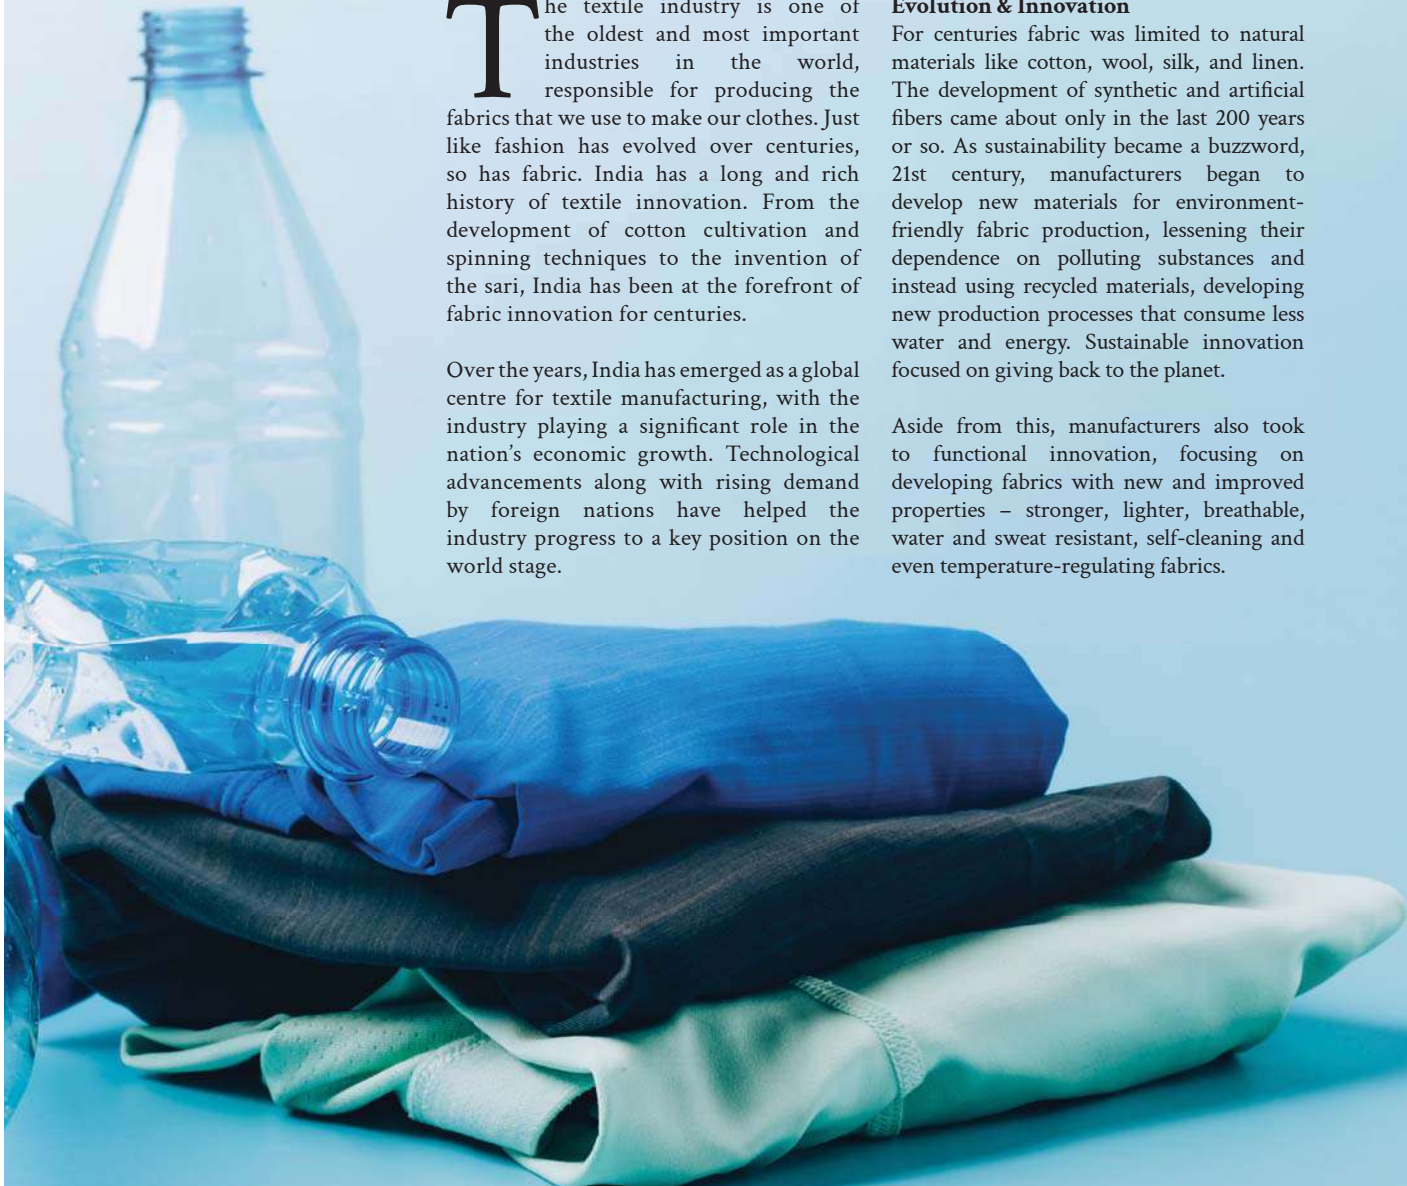 The textile industry is one of
the oldest and most important
industries in the world,
responsible for producing the
fabrics that we use to make our clothes. Just
like fashion has evolved over centuries,
so has fabric. India has a long and rich
history of textile innovation. From the
development of cotton cultivation and
spinning techniques to the invention of
the sari, India has been at the forefront of
fabric innovation for centuries.
Over the years, India has emerged as a global
centre for textile manufacturing, with the
industry playing a significant role in the
nation’s economic growth. Technological
advancements along with rising demand
by foreign nations have helped the
industry progress to a key position on the
world stage.
Evolution & Innovation
For centuries fabric was limited to natural
materials like cotton, wool, silk, and linen.
The development of synthetic and artificial
fibers came about only in the last 200 years
or so. As sustainability became a buzzword,
21st century, manufacturers began to
develop new materials for environment-
friendly fabric production, lessening their
dependence on polluting substances and
instead using recycled materials, developing
new production processes that consume less
water and energy. Sustainable innovation
focused on giving back to the planet.
Aside from this, manufacturers also took
to functional innovation, focusing on
developing fabrics with new and improved
properties – stronger, lighter, breathable,
water and sweat resistant, self-cleaning and
even temperature-regulating fabrics.